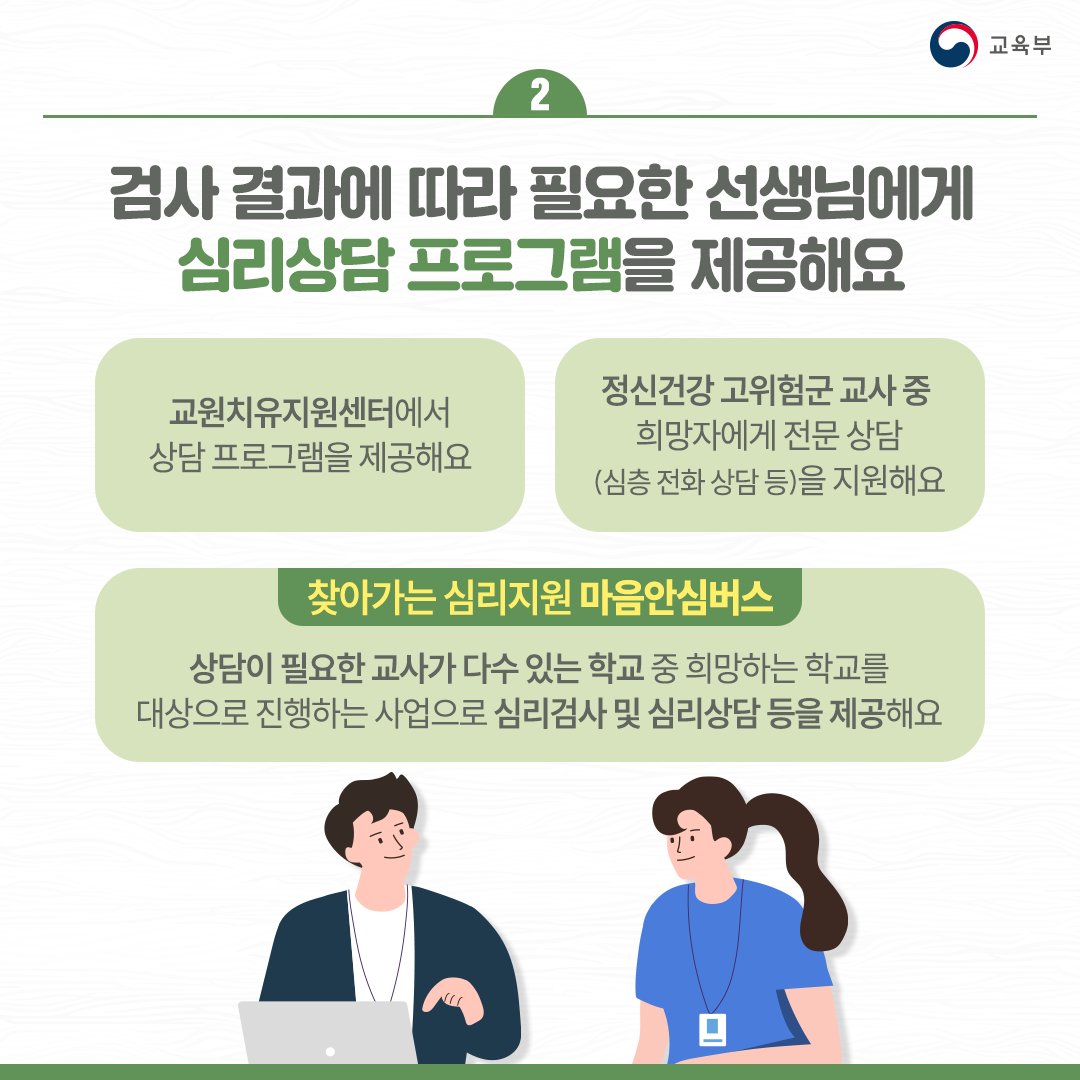 교육부
2
검사 결과에 따라 필요한 선생님에게
심리상담 프로그램을 제공해요
교원치유지원센터에서
상담 프로그램을 제공해요
정신건강 고위험군 교사 중
희망자에게 전문 상담
(심층 전화 상담 등)을 지원해요
찾아가는 심리지원 마음안심버스
상담이 필요한 교사가 다수 있는 학교 중 희망하는 학교를
대상으로 진행하는 사업으로 심리검사 및 심리상담 등을 제공해요